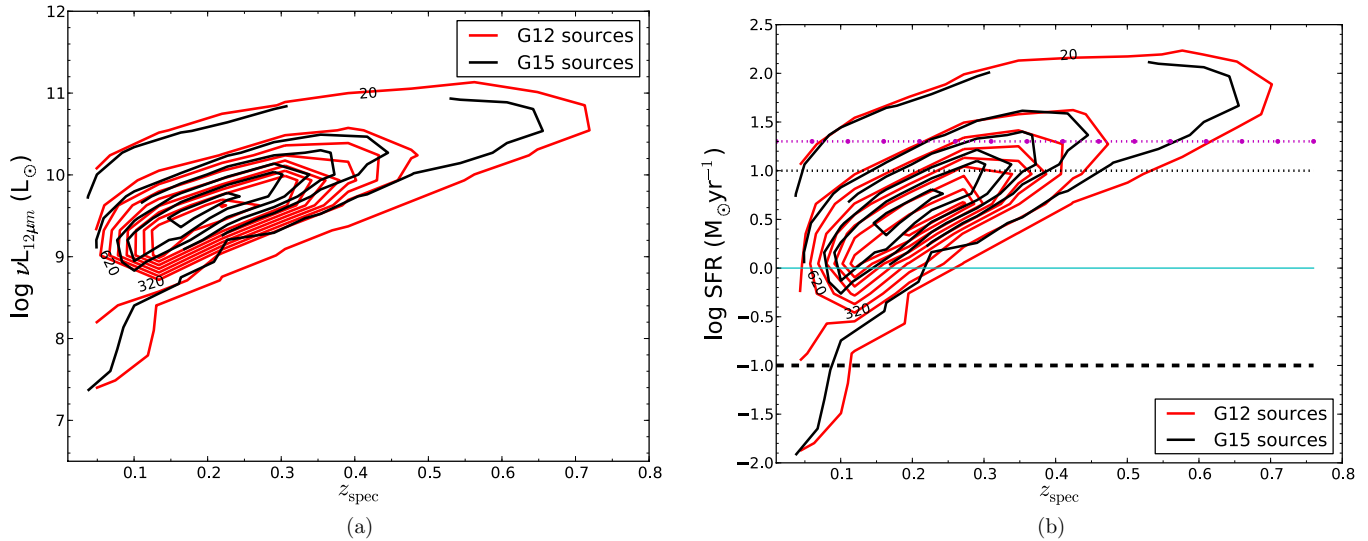 12
11
10
9
8
7
log νL₁₂μm (L⊙)
0.1 0.2 0.3 0.4 0.5 0.6 0.7 0.8
z_spec
G12 sources
G15 sources
20
620
320
(a)
2.5
2.0
1.5
1.0
0.5
0.0
−0.5
−1.0
−1.5
−2.0
log SFR (M⊙yr⁻¹)
0.1 0.2 0.3 0.4 0.5 0.6 0.7 0.8
z_spec
20
620
320
G12 sources
G15 sources
(b)